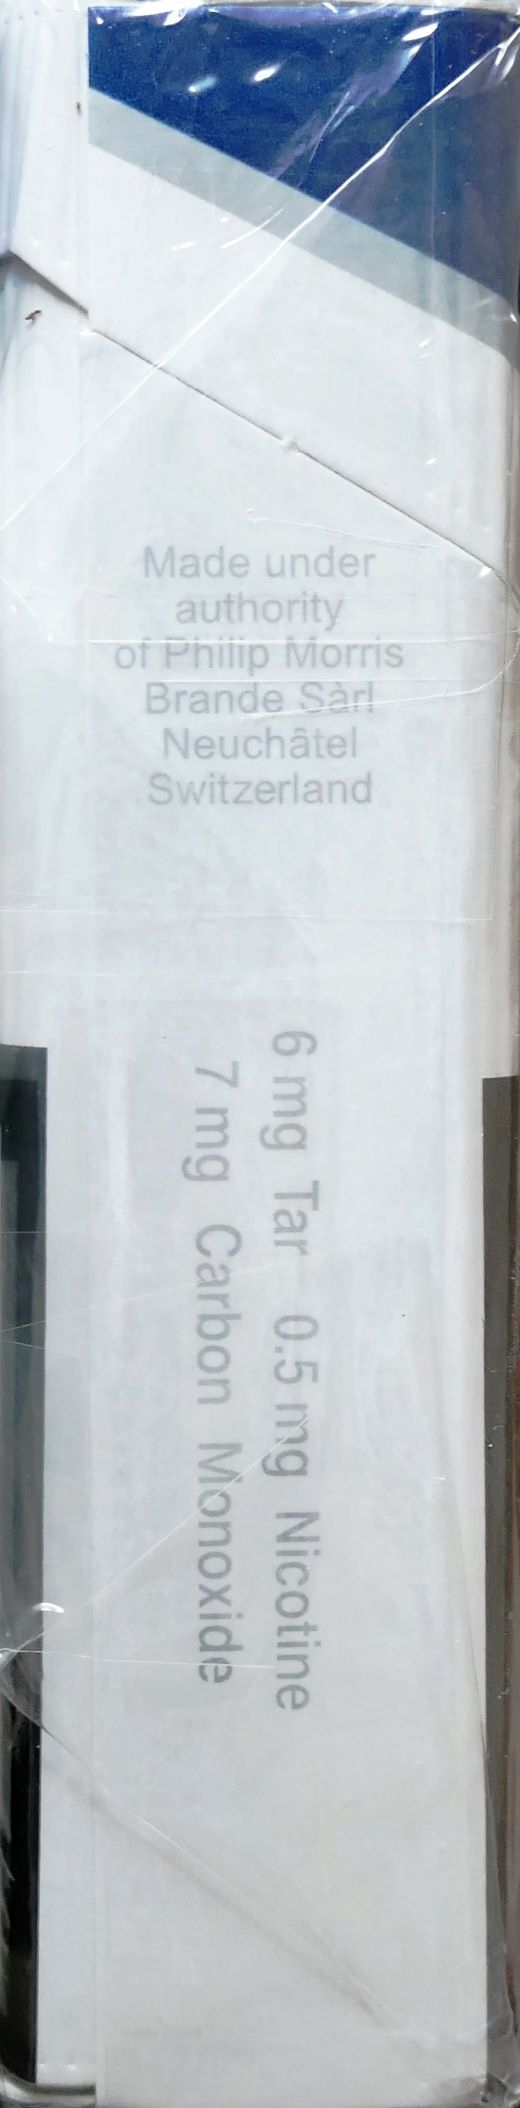 Made under
authority
of Philip Morris
Brande Sàrl
Neuchâtel
Switzerland
6 mg Tar 0.5 mg Nicotine
7 mg Carbon Monoxide